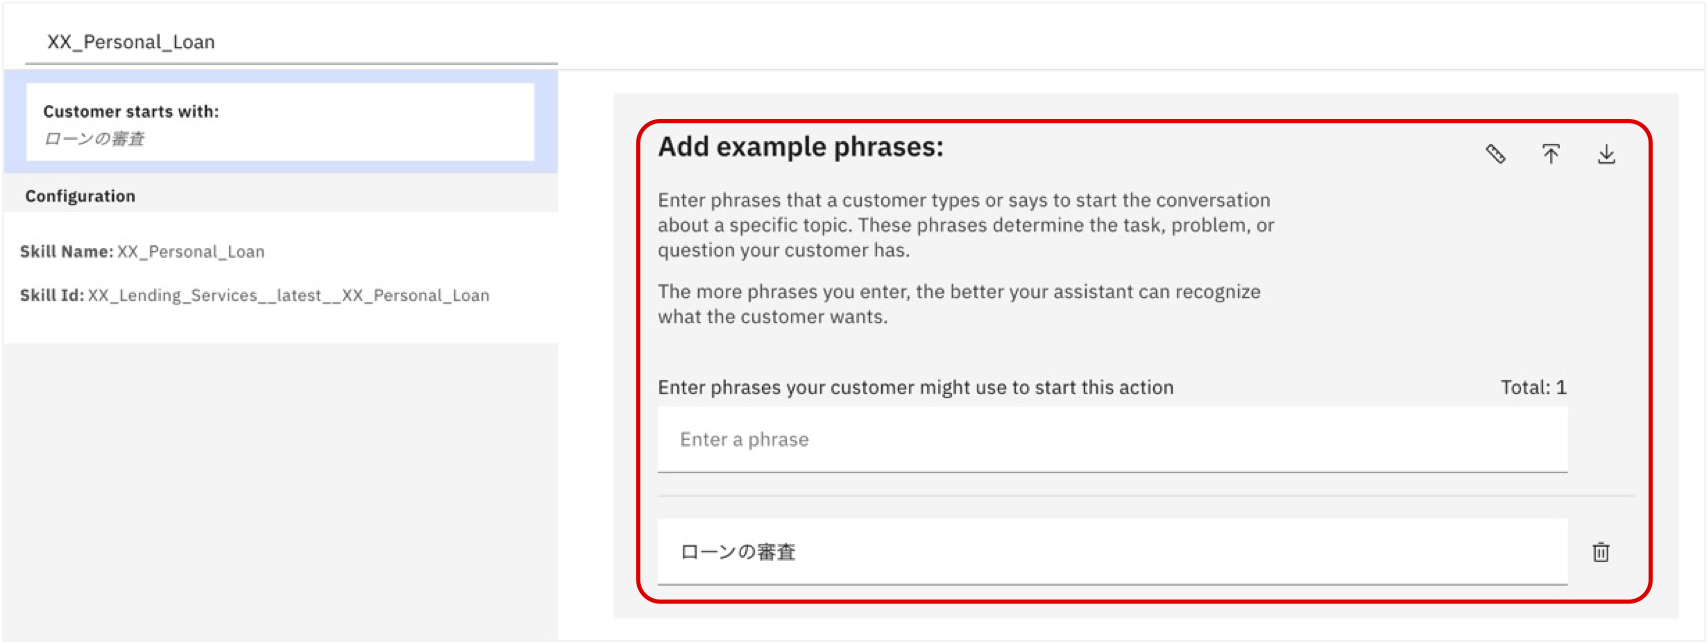 XX_Personal_Loan
Customer starts with:
ローンの審査
Configuration
Skill Name: XX_Personal_Loan
Skill Id: XX_Lending_Services__latest__XX_Personal_Loan
Add example phrases:
Enter phrases that a customer types or says to start the conversation
about a specific topic. These phrases determine the task, problem, or
question your customer has.
The more phrases you enter, the better your assistant can recognize
what the customer wants.
Enter phrases your customer might use to start this action
Total: 1
Enter a phrase
ローンの審査